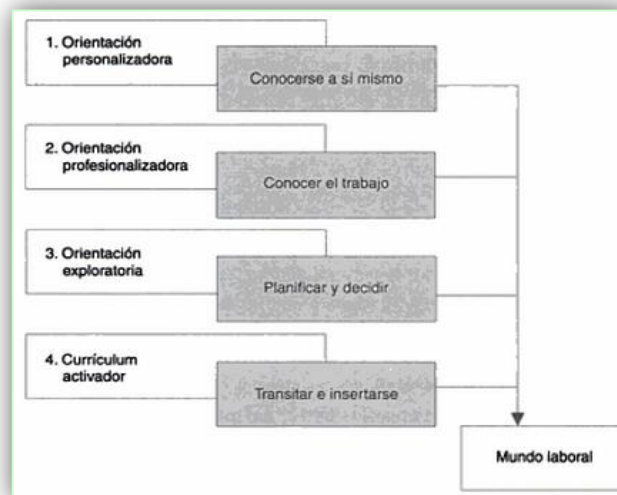 1. Orientación
personalizadora
Conocerse a sí mismo
2. Orientación
profesionalizadora
Conocer el trabajo
3. Orientación
exploratoria
Planificar y decidir
4. Currículum
activador
Transitar e insertarse
Mundo laboral